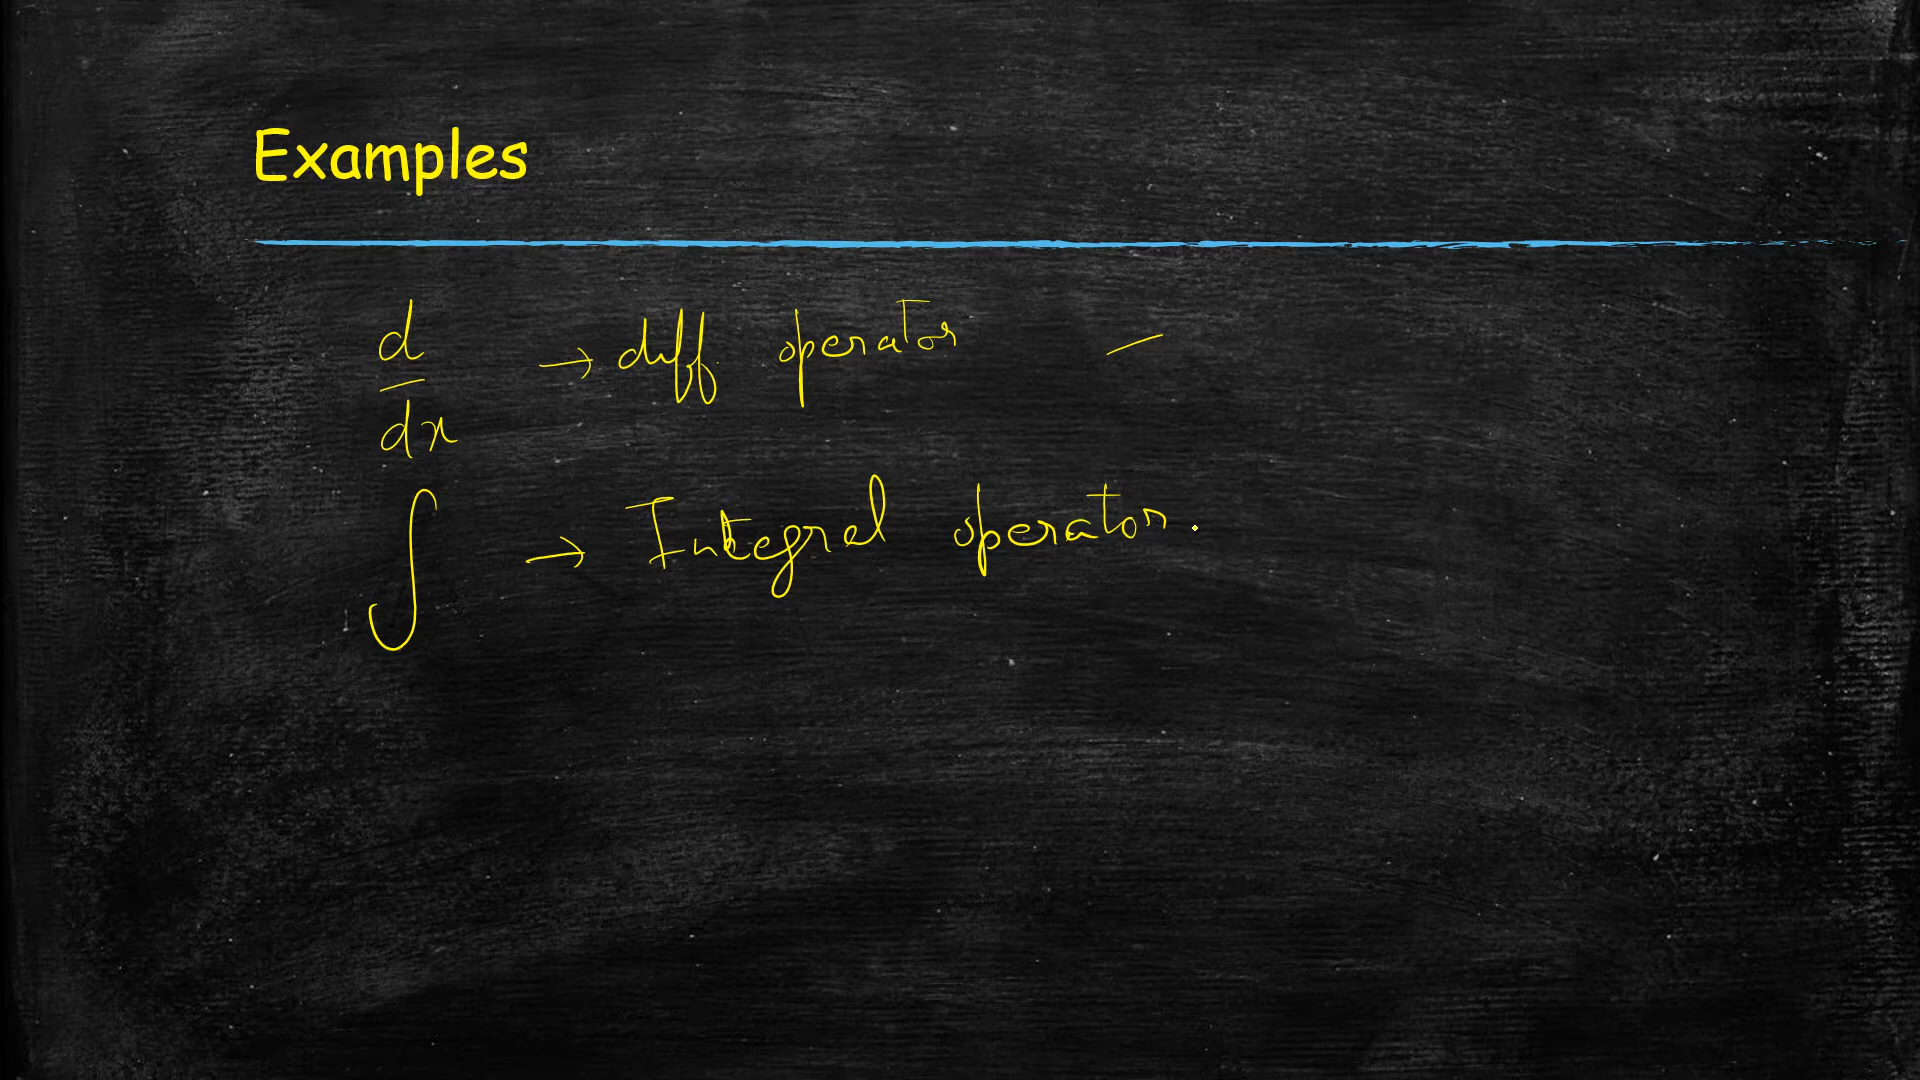 Examples
d/dx → diff operator –
∫ → Integral operator.